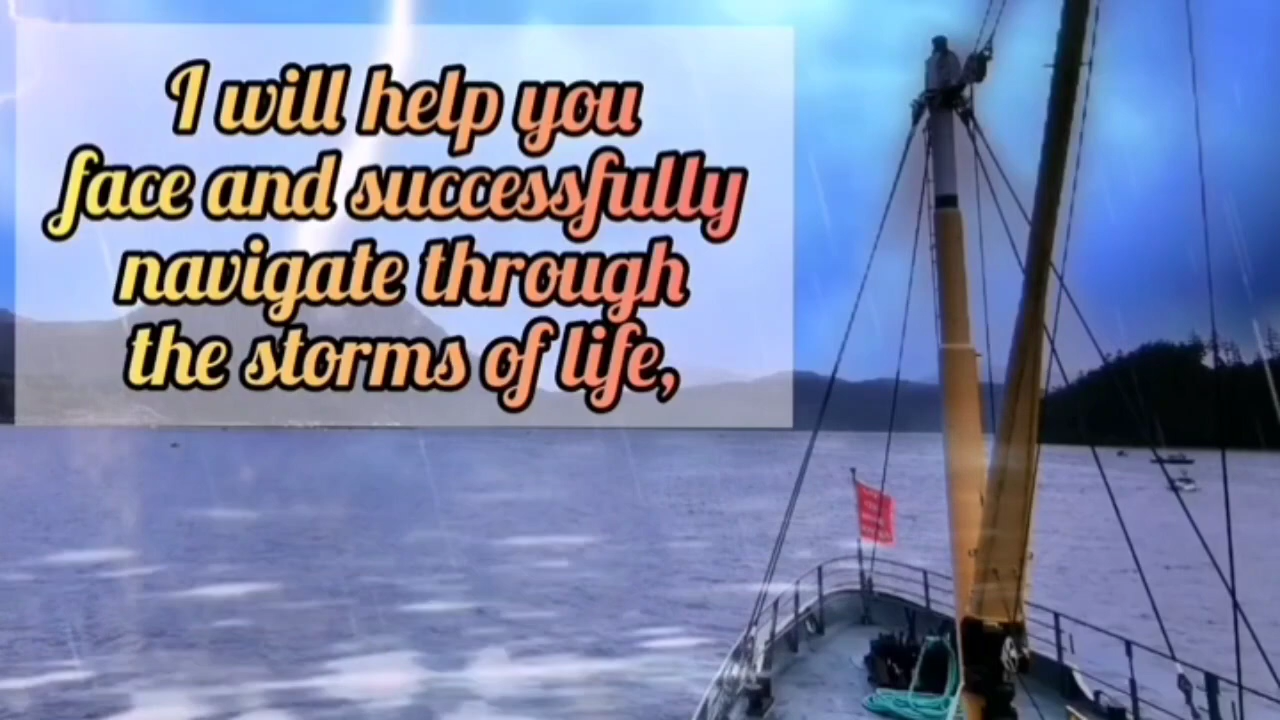 I will help you
face and successfully
navigate through
the storms of life,